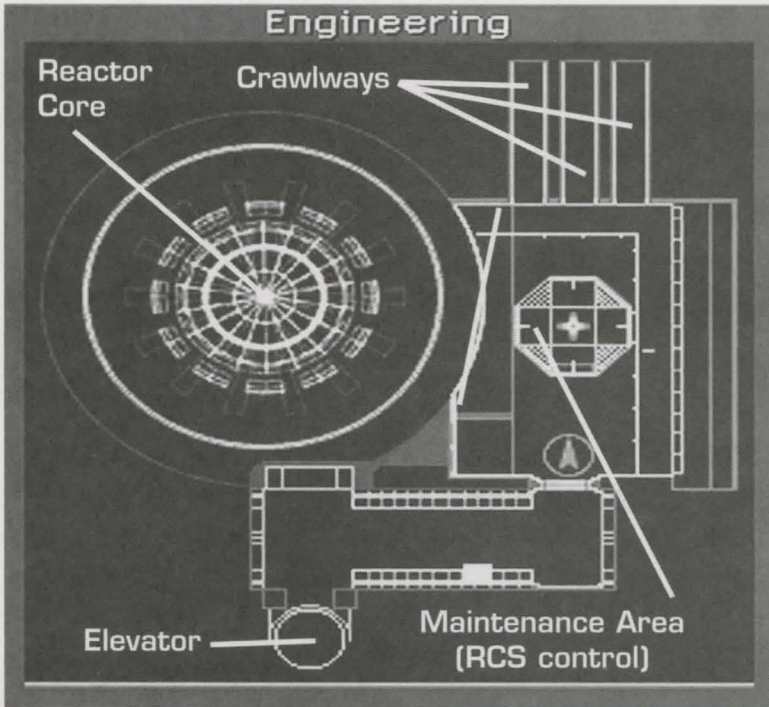 Engineering
Reactor
Core
Crawlways
Elevator
Maintenance Area
(RCS control)